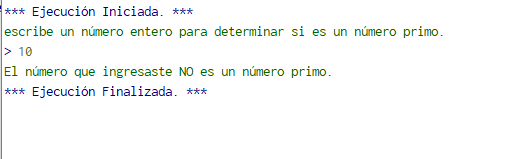 *** Ejecución Iniciada. ***
escribe un número entero para determinar si es un número primo.
> 10
El número que ingresaste NO es un número primo.
*** Ejecución Finalizada. ***